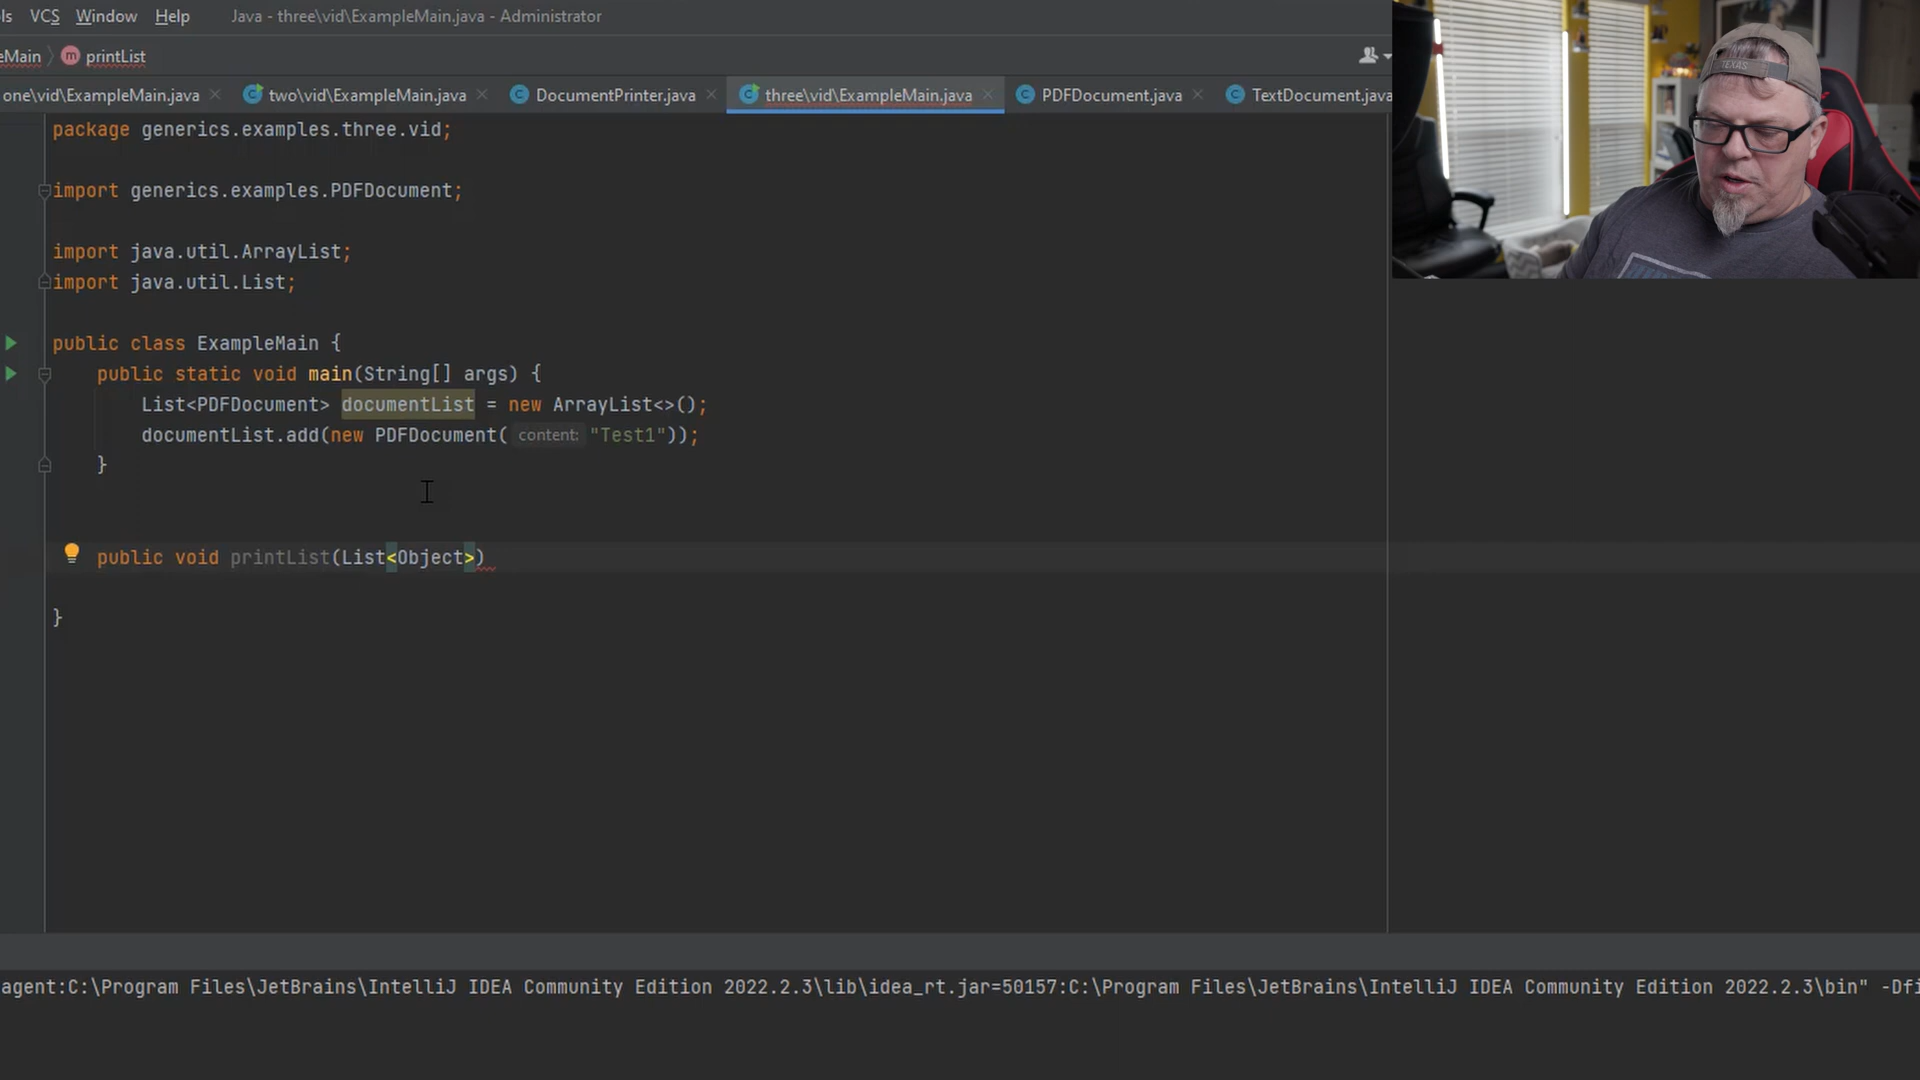 ls VCS Window Help Java - three\vid\ExampleMain.java - Administrator
eMain printList
one\vid\ExampleMain.java two\vid\ExampleMain.java DocumentPrinter.java three\vid\ExampleMain.java PDFDocument.java TextDocument.java
package generics.examples.three.vid;
import generics.examples.PDFDocument;
import java.util.ArrayList;
import java.util.List;
public class ExampleMain {
public static void main(String[] args) {
List<PDFDocument> documentList = new ArrayList<>();
documentList.add(new PDFDocument( content: "Test1"));
}
public void printList(List<Object>)
}
agent:C:\Program Files\JetBrains\IntelliJ IDEA Community Edition 2022.2.3\lib\idea_rt.jar=50157:C:\Program Files\JetBrains\IntelliJ IDEA Community Edition 2022.2.3\bin" -Dfi
TEXAS